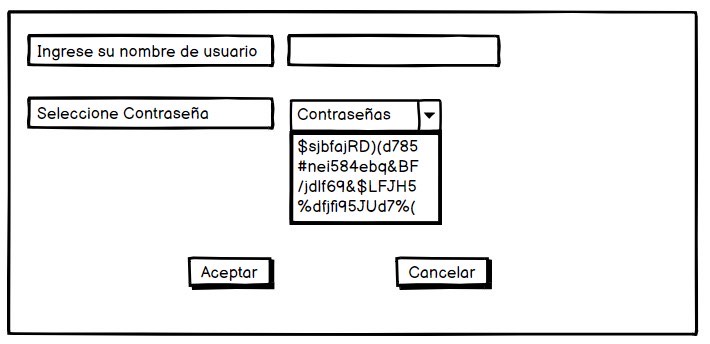 Ingrese su nombre de usuario
Seleccione Contraseña
Contraseñas
$sjbfajRD)(d785
#nei584ebq&BF
/jdlf69&$LFJH5
%dfjfi95JUd7%(
Aceptar
Cancelar